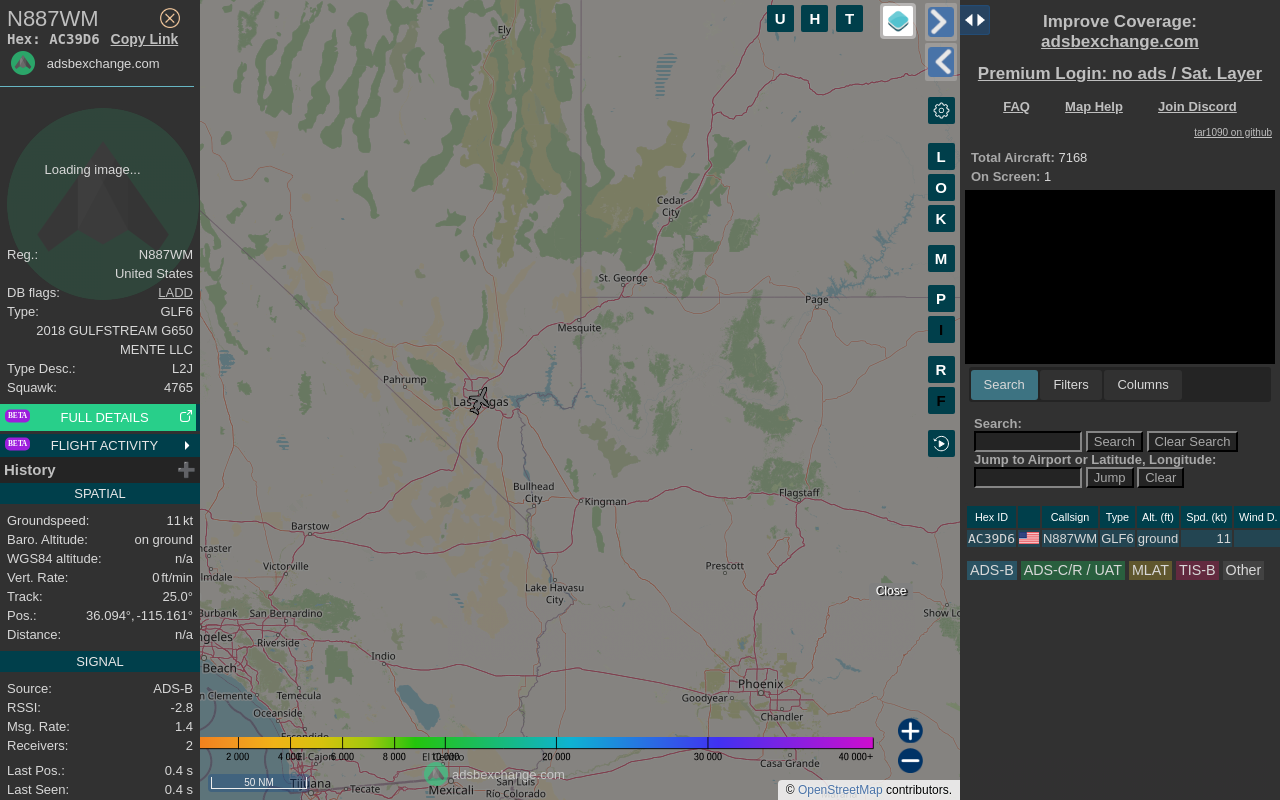 N887WM
Hex: AC39D6 Copy Link
adsbexchange.com
Loading image...
Reg.: N887WM
United States
DB flags: LADD
Type: GLF6
2018 GULFSTREAM G650
MENTE LLC
Type Desc.: L2J
Squawk: 4765
BETA FULL DETAILS
BETA FLIGHT ACTIVITY
History
SPATIAL
Groundspeed: 11 kt
Baro. Altitude: on ground
WGS84 altitude: n/a
Vert. Rate: 0 ft/min
Track: 25.0°
Pos.: 36.094°, -115.161°
Distance: n/a
SIGNAL
Source: ADS-B
RSSI: -2.8
Msg. Rate: 1.4
Receivers: 2
Last Pos.: 0.4 s
Last Seen: 0.4 s
U H T
L
O
K
M
P
I
R
F
Ely
Cedar
City
St. George
Page
Mesquite
Pahrump
Las Vegas
Bullhead
City
Kingman
Flagstaff
Barstow
ncaster
Victorville
lmdale
Prescott
Lake Havasu
City
Close
Burbank San Bernardino
Show Lo
ngeles
Riverside
Indio
Beach
Phoenix
n Clemente
Temecula
Goodyear
Oceanside
Chandler
Escondido
2 000 4 000 6 000 8 000 10 000 20 000 30 000 40 000+
El Cajon
El Centro
Casa Grande
adsbexchange.com
50 NM
Tijuana
Tecate
Mexicali
San Luis
Río Colorado
© OpenStreetMap contributors.
Improve Coverage:
adsbexchange.com
Premium Login: no ads / Sat. Layer
FAQ Map Help Join Discord
tar1090 on github
Total Aircraft: 7168
On Screen: 1
Search Filters Columns
Search:
Search Clear Search
Jump to Airport or Latitude, Longitude:
Jump Clear
Hex ID Callsign Type Alt. (ft) Spd. (kt) Wind D.
AC39D6 N887WM GLF6 ground 11
ADS-B ADS-C/R / UAT MLAT TIS-B Other